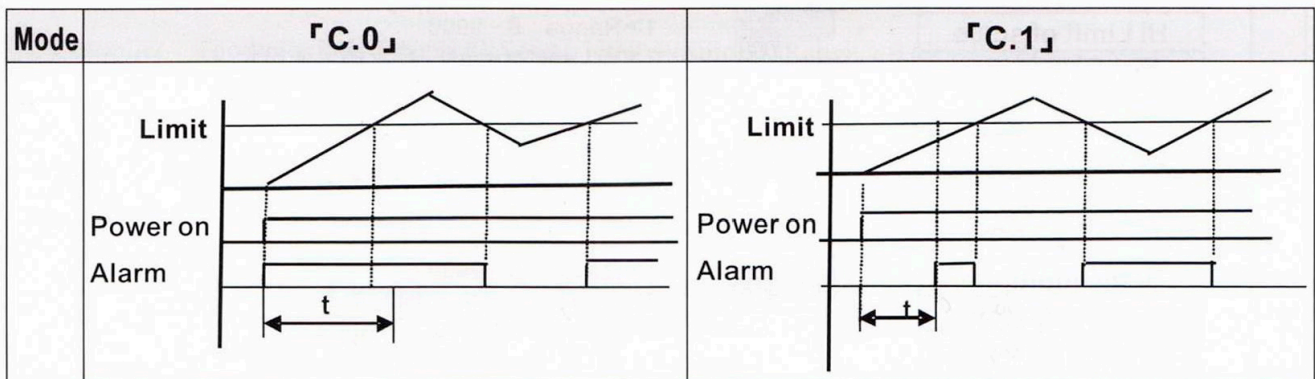 Mode
「C.0」
「C.1」
Limit
Power on
Alarm
t
Limit
Power on
Alarm
t